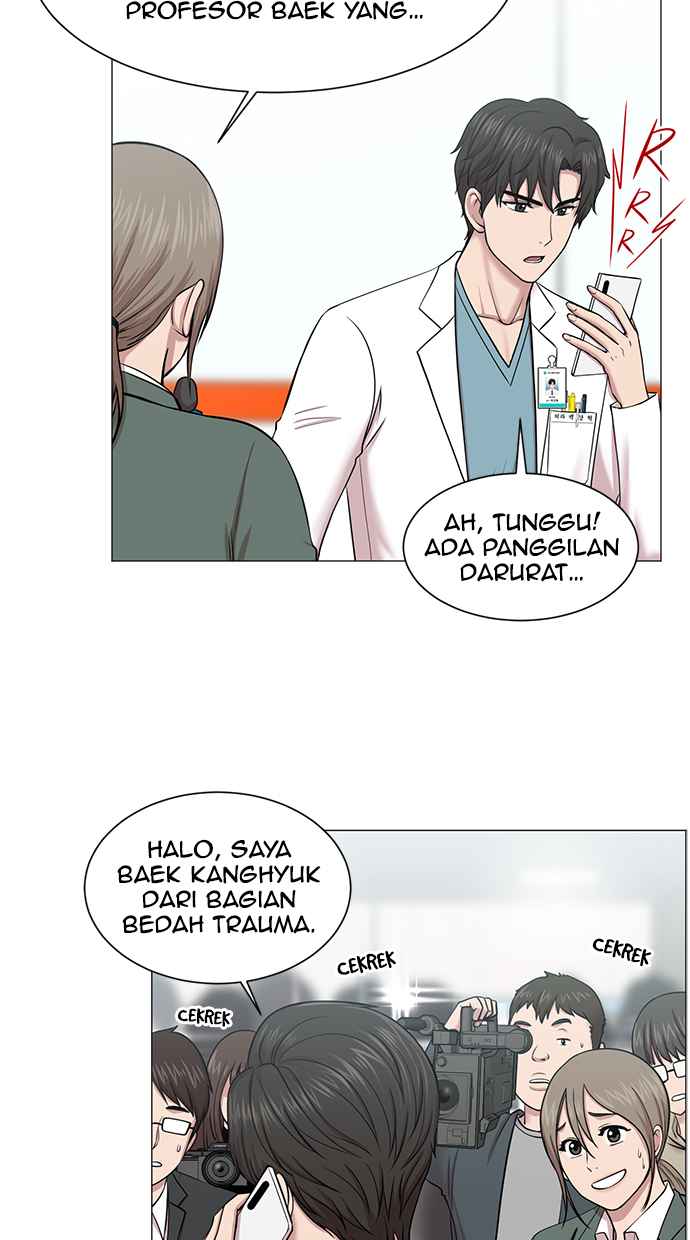 PROFESOR BAEK YANG...
RRRS
AH, TUNGGU!
ADA PANGGILAN
DARURAT...
HALO, SAYA
BAEK KANGHYUK
DARI BAGIAN
BEDAH TRAUMA.
CEKREK
CEKREK
CEKREK